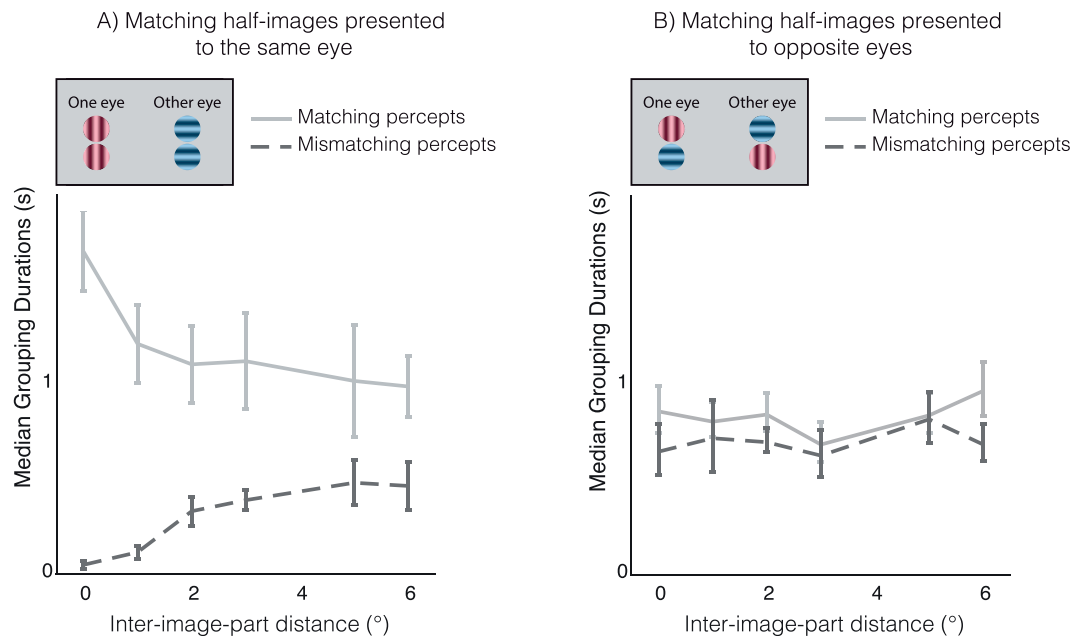 A) Matching half-images presented
to the same eye
One eye
Other eye
Matching percepts
Mismatching percepts
Median Grouping Durations (s)
1
0
0
2
4
6
Inter-image-part distance (°)
B) Matching half-images presented
to opposite eyes
One eye
Other eye
Matching percepts
Mismatching percepts
Median Grouping Durations (s)
1
0
0
2
4
6
Inter-image-part distance (°)